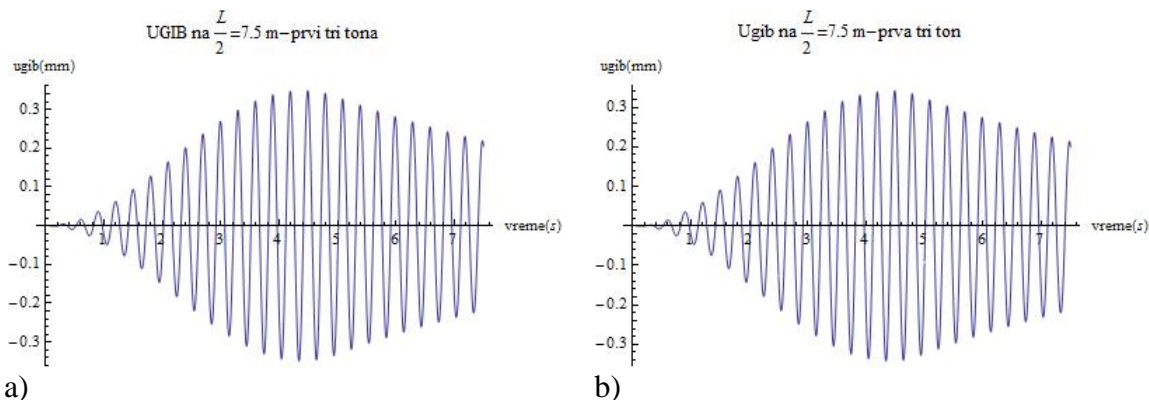 UGIB na L/2 =7.5 m−prvi tri tona
ugib(mm)
0.3
0.2
0.1
−0.1
−0.2
−0.3
1 2 3 4 5 6 7
vreme(s)
a)
Ugib na L/2 =7.5 m−prva tri ton
ugib(mm)
0.3
0.2
0.1
−0.1
−0.2
−0.3
1 2 3 4 5 6 7
vreme(s)
b)